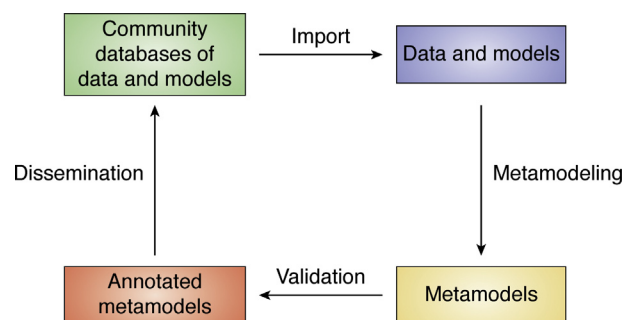 Community
databases of
data and models
Import
Data and models
Dissemination
Metamodeling
Annotated
metamodels
Validation
Metamodels